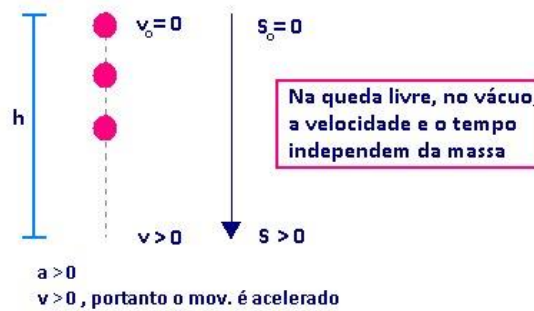 v₀=0
S₀=0
h
Na queda livre, no vácuo,
a velocidade e o tempo
independem da massa
v>0
S>0
a>0
v>0, portanto o mov. é acelerado